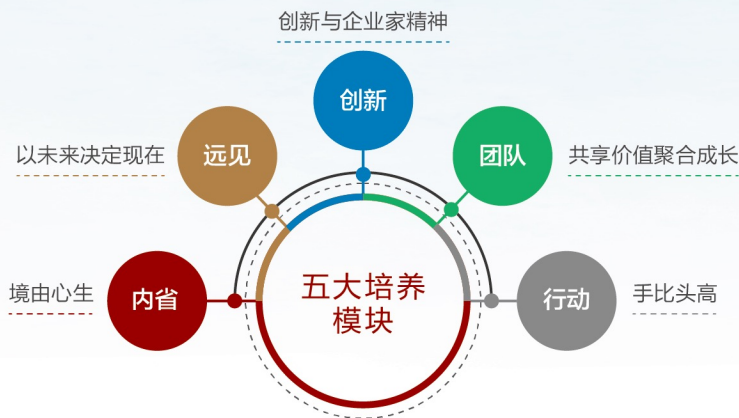 创新与企业家精神
创新
以未来决定现在
远见
团队
共享价值聚合成长
境由心生
内省
五大培养
模块
行动
手比头高